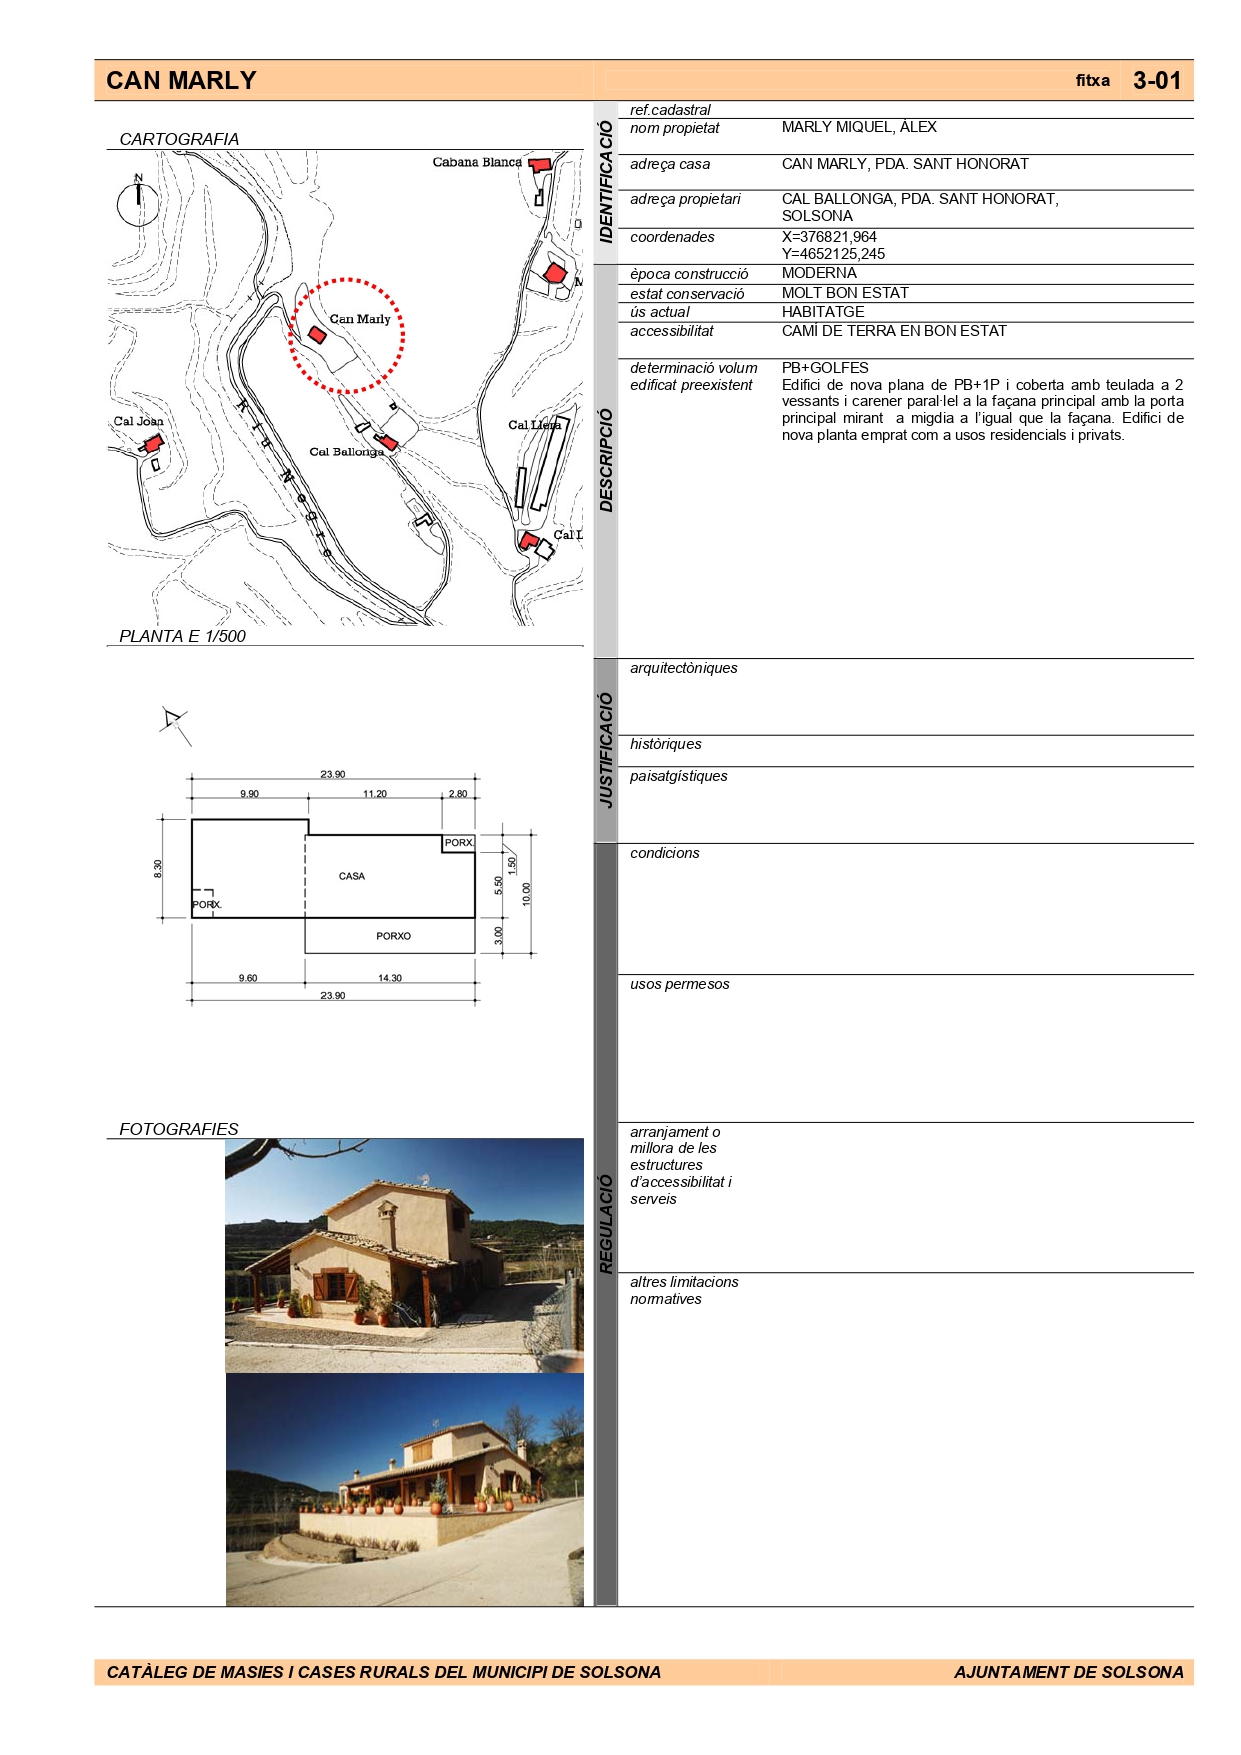 CAN MARLY
fitxa 3-01
CARTOGRAFIA
N
Cabana Blanca
M
Can Marly
Cal Joan
Riu Negre
Cal Ballonga
Cal Llera
Cal L
PLANTA E 1/500
23.90
9.90 11.20 2.80
8.30
PORX.
CASA
PORX.
PORXO
1.50
5.50
10.00
3.00
9.60 14.30
23.90
FOTOGRAFIES
IDENTIFICACIÓ
ref.cadastral
nom propietat MARLY MIQUEL, ÀLEX
adreça casa CAN MARLY, PDA. SANT HONORAT
adreça propietari CAL BALLONGA, PDA. SANT HONORAT,
SOLSONA
coordenades X=376821,964
Y=4652125,245
DESCRIPCIÓ
època construcció MODERNA
estat conservació MOLT BON ESTAT
ús actual HABITATGE
accessibilitat CAMÍ DE TERRA EN BON ESTAT
determinació volum PB+GOLFES
edificat preexistent Edifici de nova plana de PB+1P i coberta amb teulada a 2
vessants i carener paral·lel a la façana principal amb la porta
principal mirant a migdia a l’igual que la façana. Edifici de
nova planta emprat com a usos residencials i privats.
JUSTIFICACIÓ
arquitectòniques
històriques
paisatgístiques
REGULACIÓ
condicions
usos permesos
arranjament o
millora de les
estructures
d’accessibilitat i
serveis
altres limitacions
normatives
CATÀLEG DE MASIES I CASES RURALS DEL MUNICIPI DE SOLSONA
AJUNTAMENT DE SOLSONA